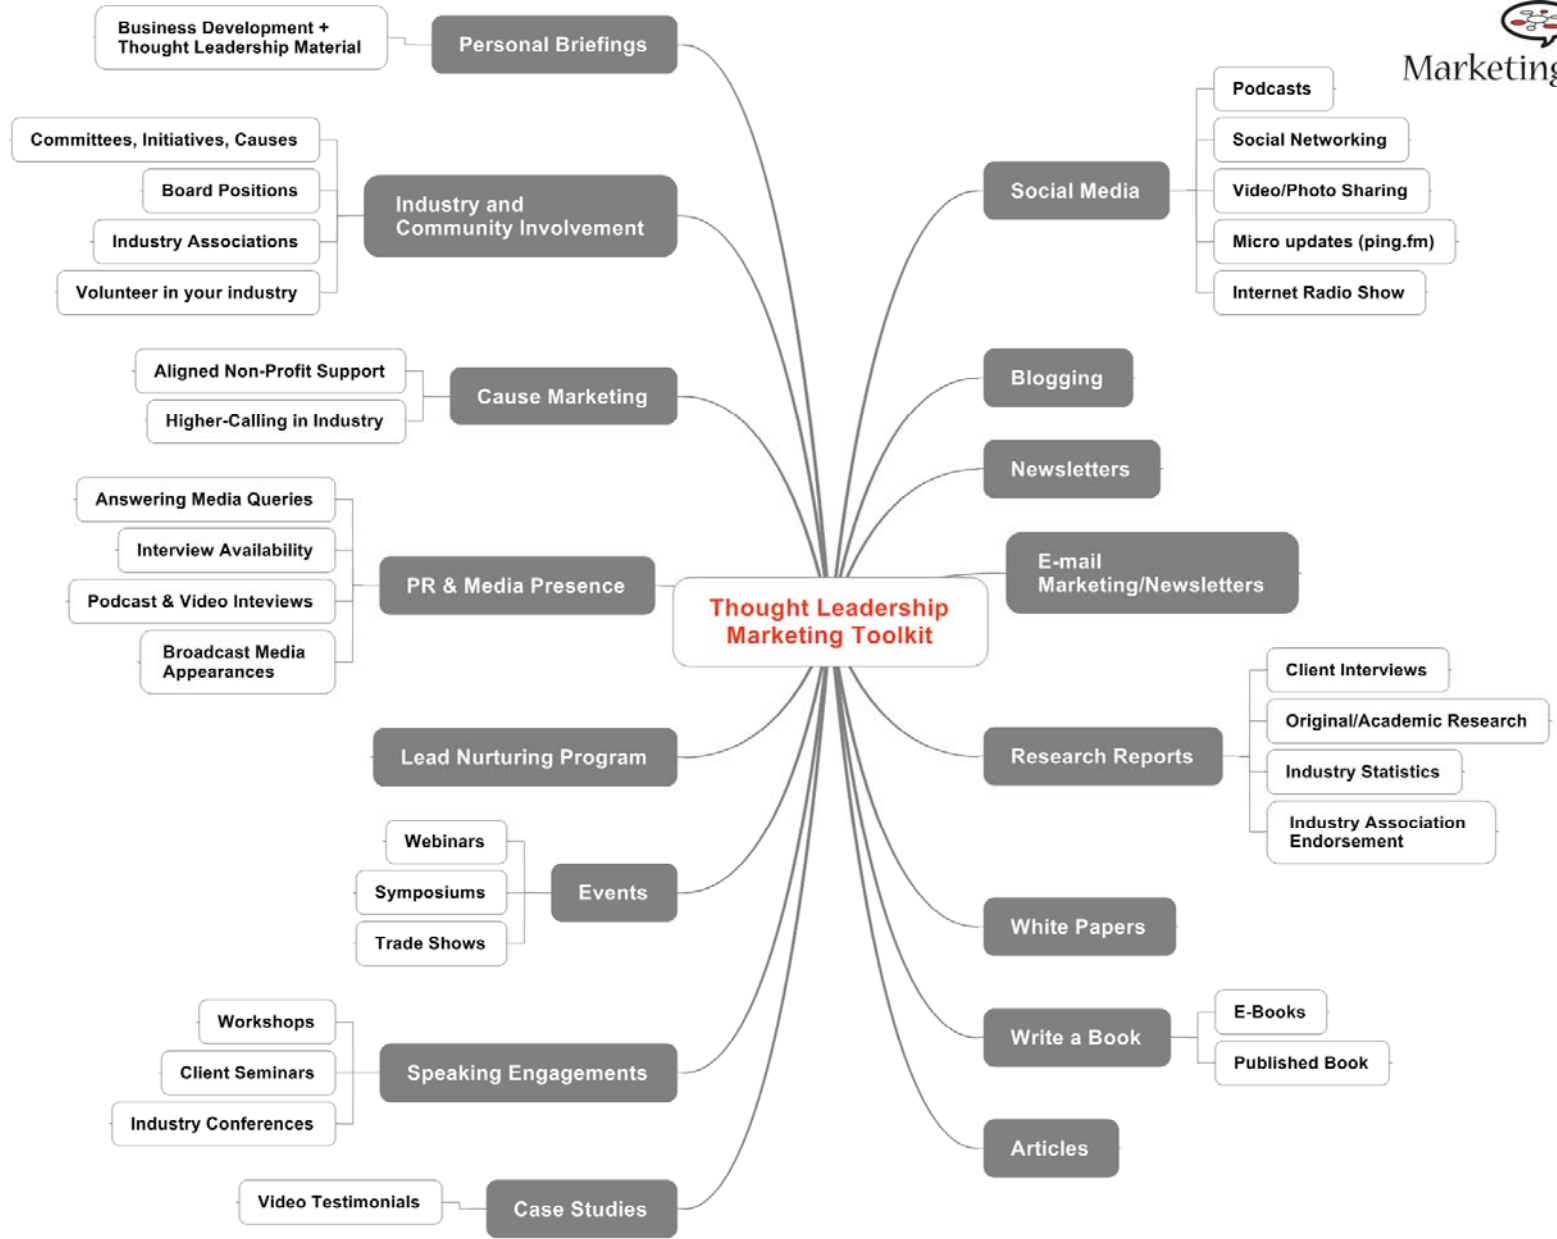 Thought Leadership
Marketing Toolkit
Personal Briefings
Business Development +
Thought Leadership Material
Industry and
Community Involvement
Committees, Initiatives, Causes
Board Positions
Industry Associations
Volunteer in your industry
Cause Marketing
Aligned Non-Profit Support
Higher-Calling in Industry
PR & Media Presence
Answering Media Queries
Interview Availability
Podcast & Video Inteviews
Broadcast Media
Appearances
Lead Nurturing Program
Events
Webinars
Symposiums
Trade Shows
Speaking Engagements
Workshops
Client Seminars
Industry Conferences
Case Studies
Video Testimonials
Marketing
Social Media
Podcasts
Social Networking
Video/Photo Sharing
Micro updates (ping.fm)
Internet Radio Show
Blogging
Newsletters
E-mail
Marketing/Newsletters
Research Reports
Client Interviews
Original/Academic Research
Industry Statistics
Industry Association
Endorsement
White Papers
Write a Book
E-Books
Published Book
Articles